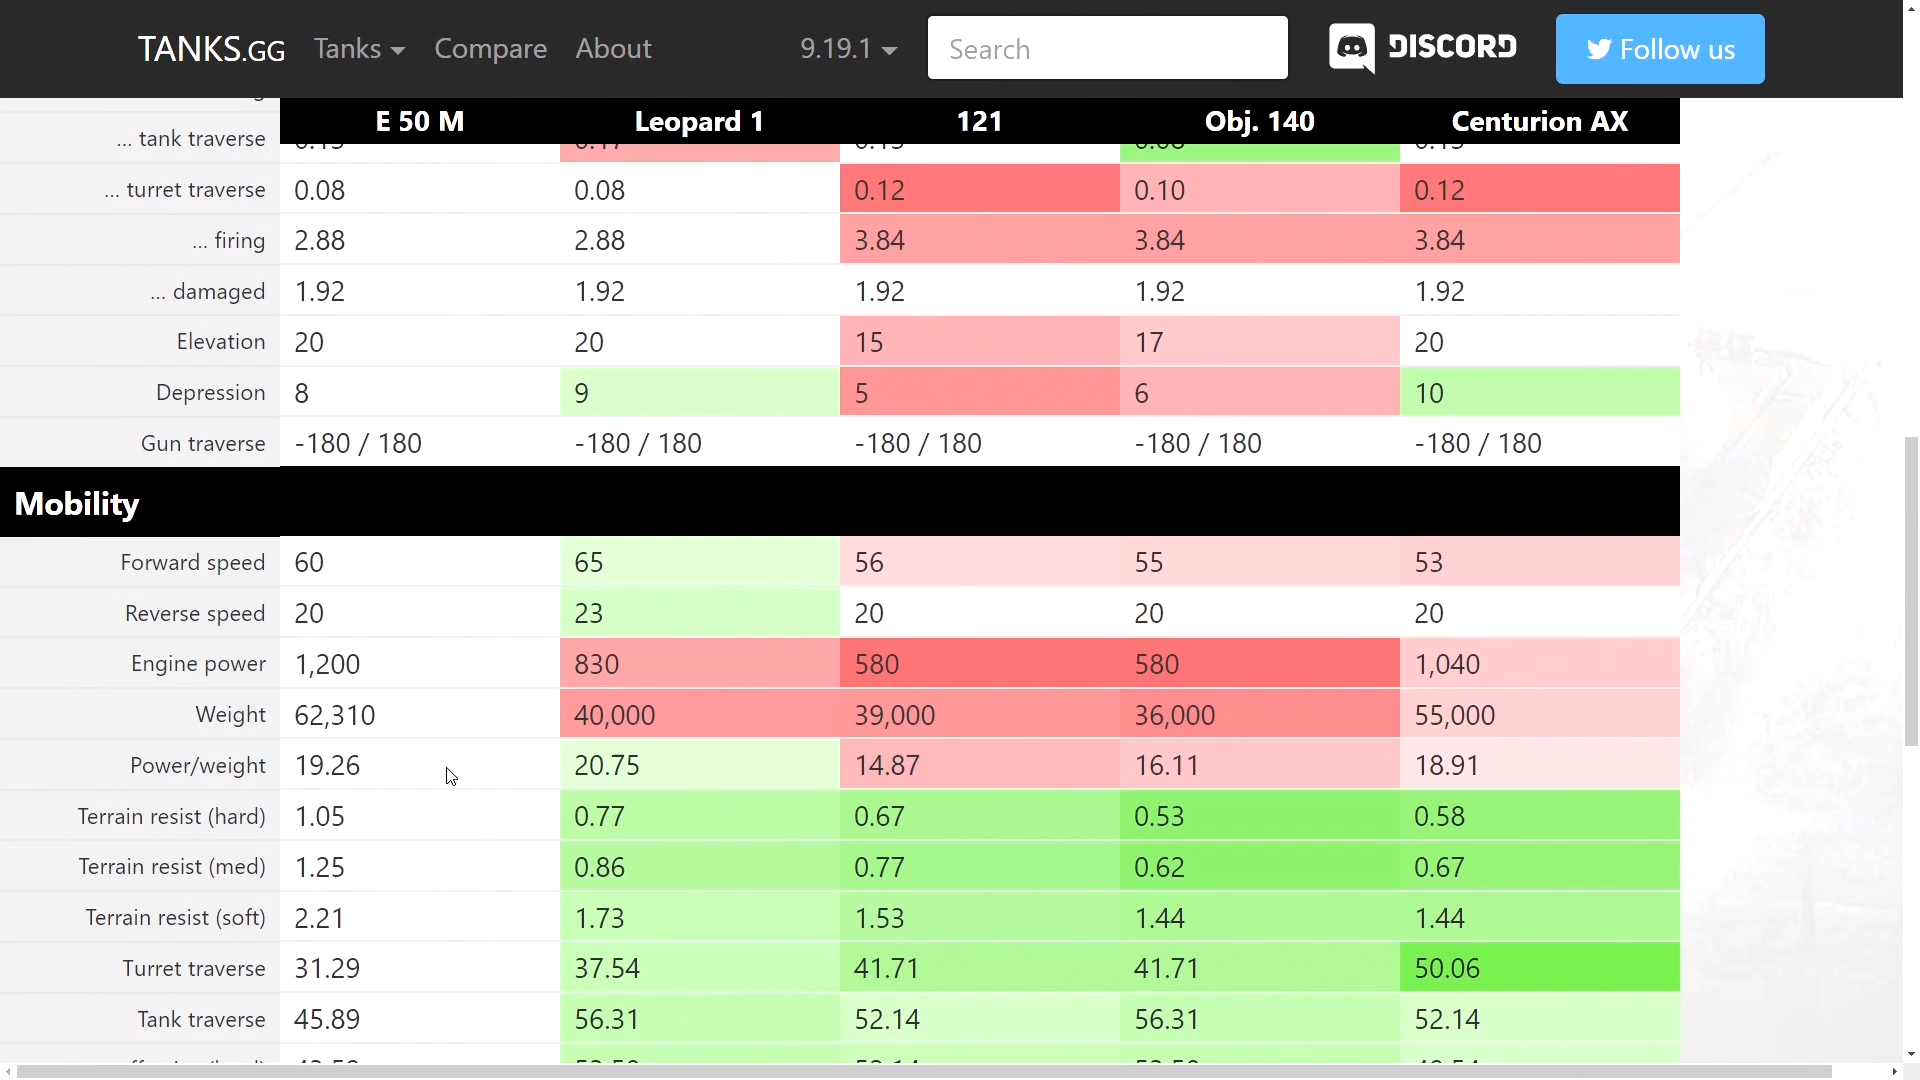 TANKS.GG Tanks Compare About 9.19.1 Search DISCORD Follow us
E 50 M Leopard 1 121 Obj. 140 Centurion AX
... tank traverse
... turret traverse 0.08 0.08 0.12 0.10 0.12
... firing 2.88 2.88 3.84 3.84 3.84
... damaged 1.92 1.92 1.92 1.92 1.92
Elevation 20 20 15 17 20
Depression 8 9 5 6 10
Gun traverse -180 / 180 -180 / 180 -180 / 180 -180 / 180 -180 / 180
Mobility
Forward speed 60 65 56 55 53
Reverse speed 20 23 20 20 20
Engine power 1,200 830 580 580 1,040
Weight 62,310 40,000 39,000 36,000 55,000
Power/weight 19.26 20.75 14.87 16.11 18.91
Terrain resist (hard) 1.05 0.77 0.67 0.53 0.58
Terrain resist (med) 1.25 0.86 0.77 0.62 0.67
Terrain resist (soft) 2.21 1.73 1.53 1.44 1.44
Turret traverse 31.29 37.54 41.71 41.71 50.06
Tank traverse 45.89 56.31 52.14 56.31 52.14